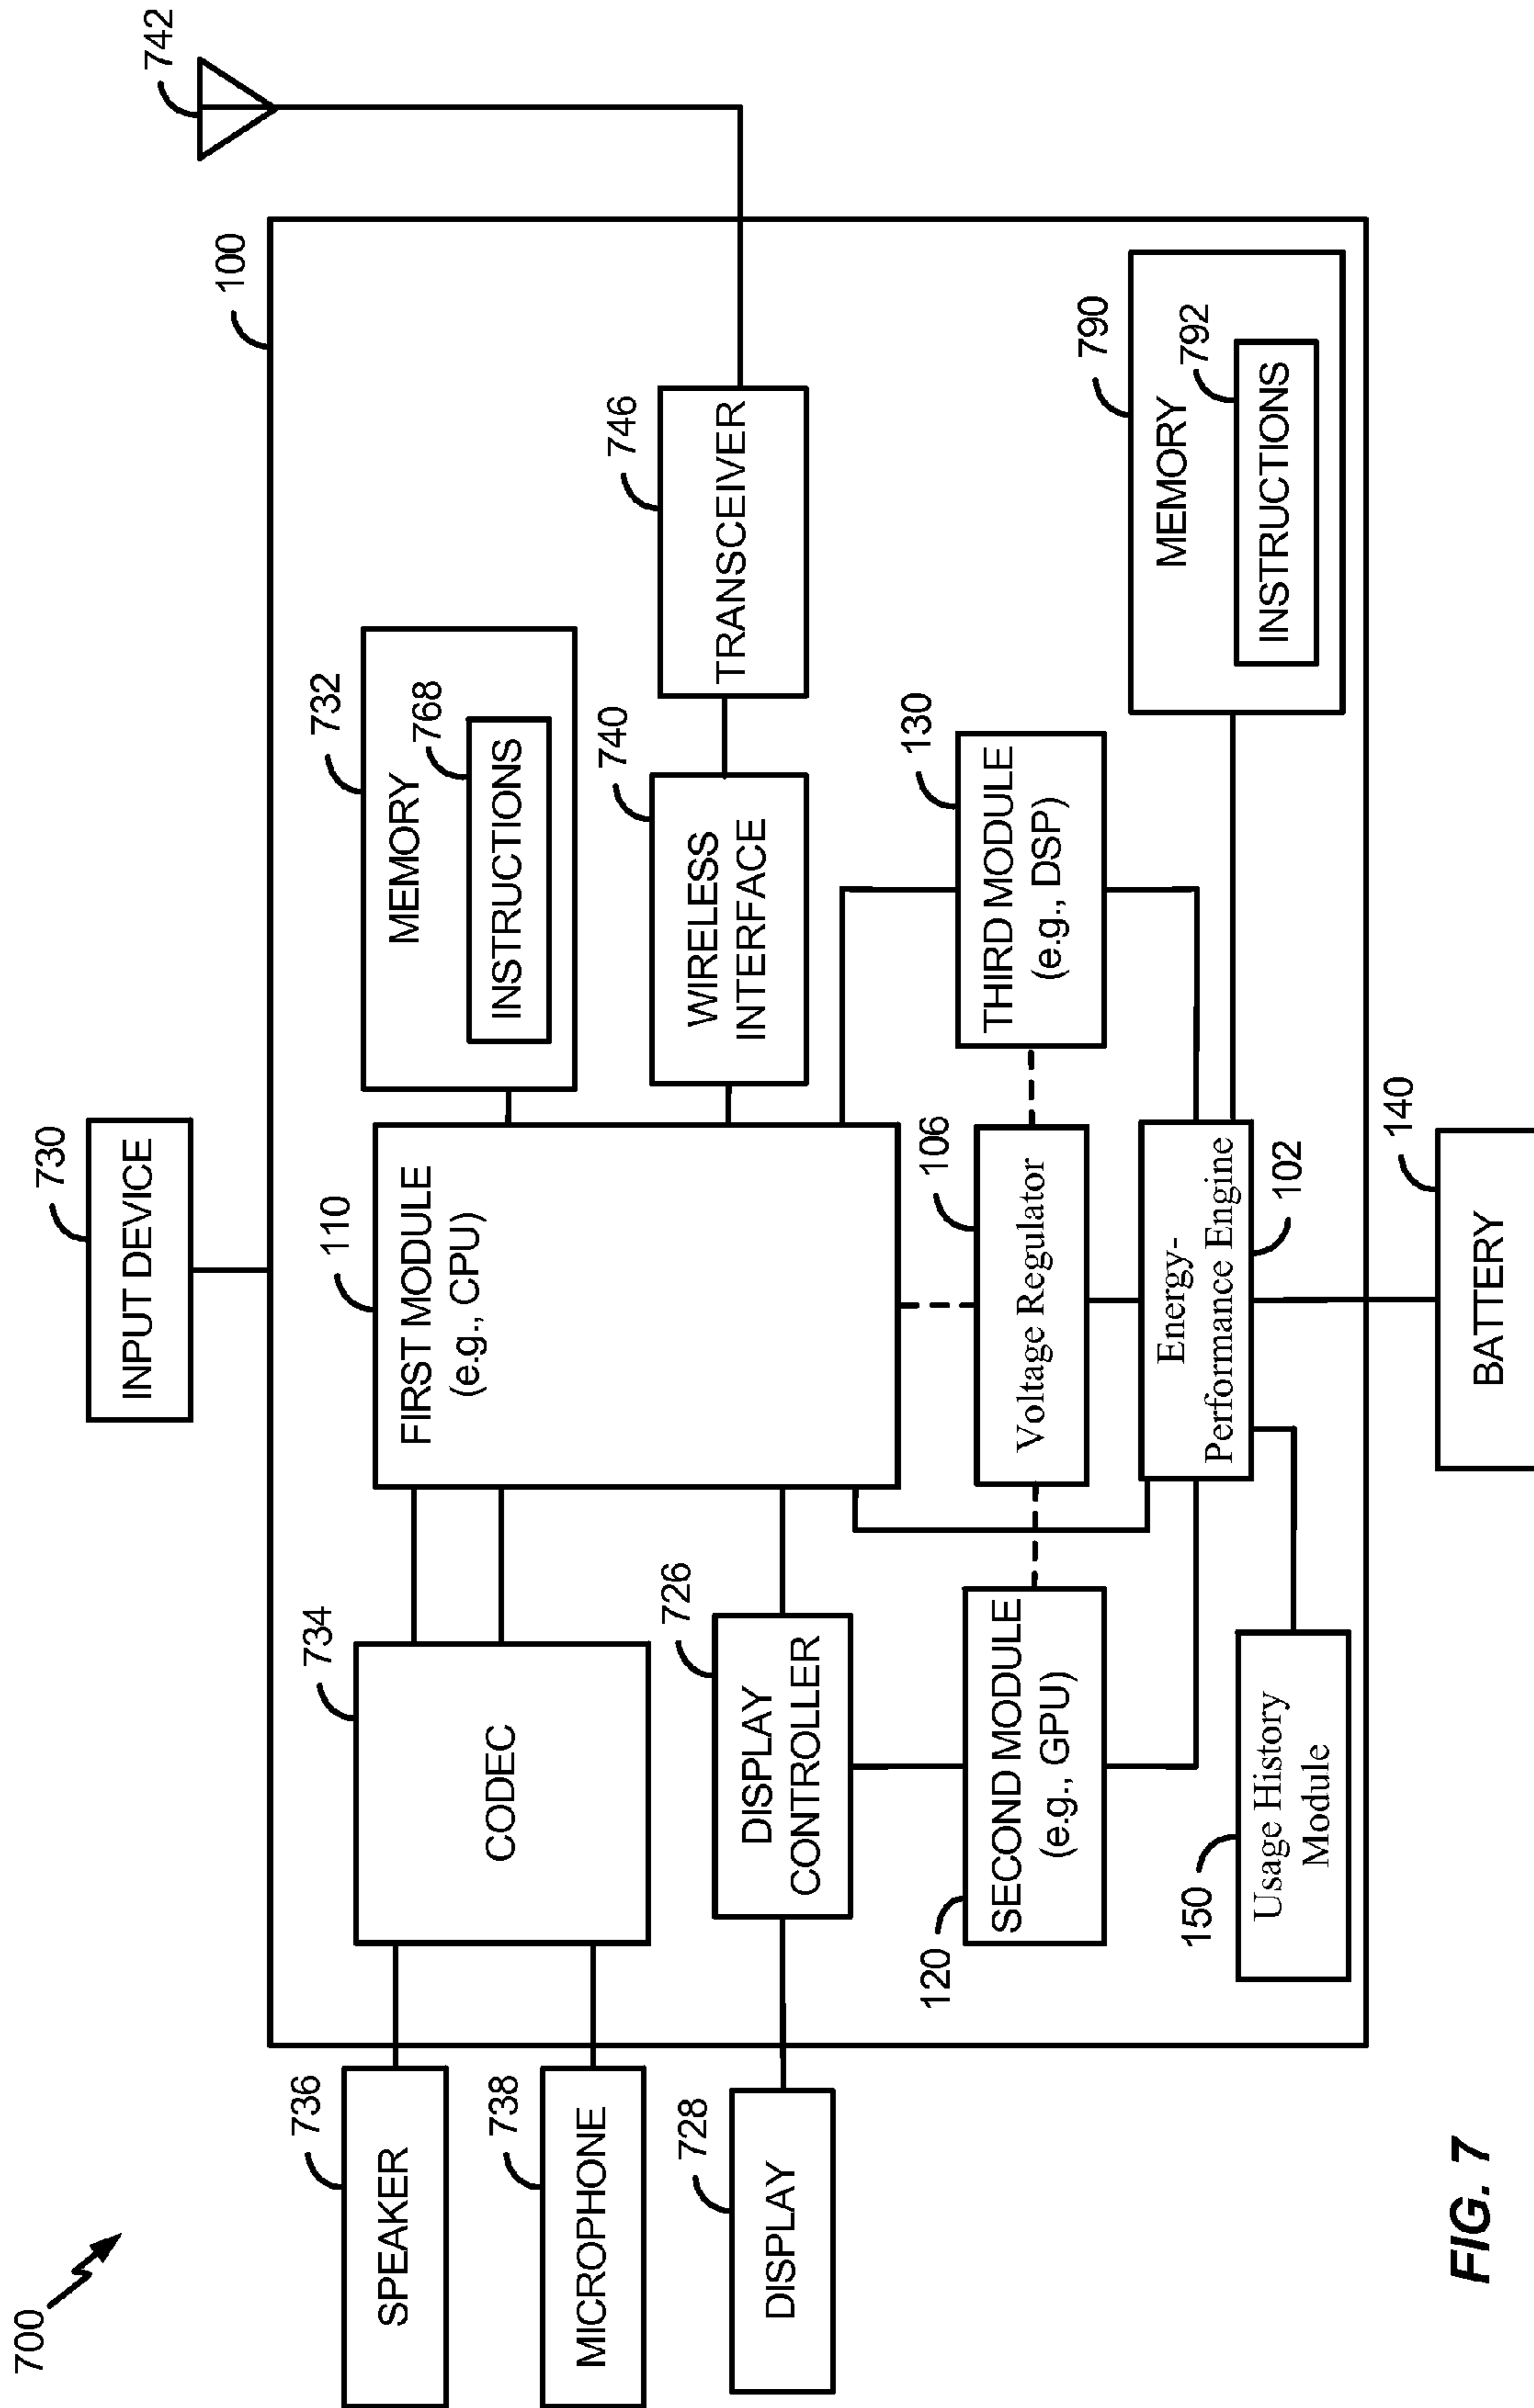 700
730
INPUT DEVICE
742
100
736
SPEAKER
738
MICROPHONE
728
DISPLAY
734
CODEC
110
FIRST MODULE
(e.g., CPU)
732
MEMORY
768
INSTRUCTIONS
740
WIRELESS
INTERFACE
746
TRANSCEIVER
726
DISPLAY
CONTROLLER
120
SECOND MODULE
(e.g., GPU)
106
Voltage Regulator
130
THIRD MODULE
(e.g., DSP)
150
Usage History
Module
Energy-
Performance Engine
102
790
MEMORY
792
INSTRUCTIONS
140
BATTERY
FIG. 7